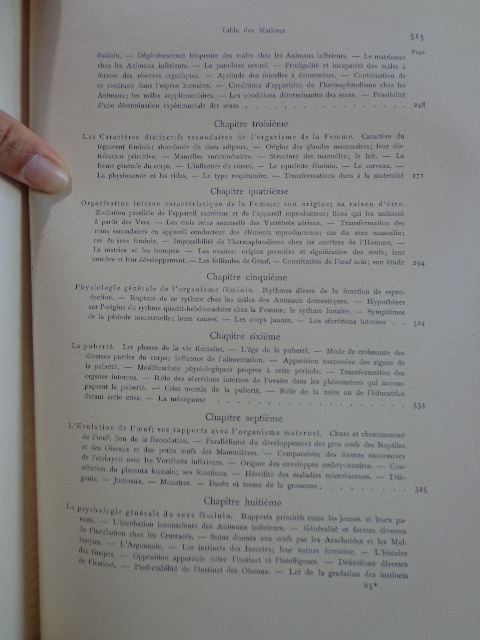 Table des Matières
515
Page
féminin. — Dégénérescence fréquente des mâles chez les Animaux inférieurs. — Le matriarcat
chez les Animaux inférieurs. — Le paradoxe sexuel. — Prodigalité et incapacité des mâles à
former des réserves organiques. — Aptitude des femelles à économiser. — Continuation de
ce contraste dans l'espèce humaine. — Conditions d'apparition de l'hermaphrodisme chez les
Animaux; les mâles supplémentaires. — Les conditions déterminantes des sexes. — Possibilité
d'une détermination expérimentale des sexes . . . . . . . . . . . . . . . 248
Chapitre troisième
Les Caractères distinctifs secondaires de l'organisme de la Femme. Caractère du
tégument féminin; abondance du tissu adipeux. — Origine des glandes mammaires; leur dis-
tribution primitive. — Mamelles surnuméraires. — Structure des mamelles; le lait. — La
forme générale du corps. — L'influence du corset. — Le squelette féminin. — Le cerveau. —
La physionomie et les rides. — Le type respiratoire. — Transformations dues à la maternité 271
Chapitre quatrième
Organisation interne caractéristique de la Femme; son origine; sa raison d'être.
Évolution parallèle de l'appareil excréteur et de l'appareil reproducteur; liens qui les unissent
à partir des Vers. — Les trois reins successifs des Vertébrés aériens. — Transformation des
reins secondaires en appareil conducteur des éléments reproducteurs; cas du sexe masculin;
cas du sexe féminin. — Impossibilité de l'hermaphrodisme chez les ancêtres de l'Homme. —
La matrice et les trompes. — Les ovaires: origine première et signification des œufs; leur
nombre et leur développement. — Les follicules de Graaf. — Constitution de l'œuf mûr; son étude 294
Chapitre cinquième
Physiologie générale de l'organisme féminin. Rythmes divers de la fonction de repro-
duction. — Rupture de ce rythme chez les mâles des Animaux domestiques. — Hypothèses
sur l'origine du rythme quasi-hebdomadaire chez la Femme; le rythme lunaire. — Symptômes
de la période menstruelle; leurs causes. — Les corps jaunes. — Les sécrétions internes . . 324
Chapitre sixième
La puberté. Les phases de la vie féminine. — L'âge de la puberté. — Mode de croissance des
diverses parties du corps; influence de l'alimentation. — Apparition successive des signes de
la puberté. — Modifications physiologiques propres à cette période. — Transformation des
organes internes. — Rôle des sécrétions internes de l'ovaire dans les phénomènes qui accom-
pagnent la puberté. — Crise morale de la puberté. — Rôle de la mère ou de l'éducatrice
durant cette crise. — La ménopause . . . . . . . . . . . . . . . 334
Chapitre septième
L'Évolution de l'œuf; ses rapports avec l'organisme maternel. Chute et cheminement
de l'œuf; lieu de la fécondation. — Parallélisme du développement des gros œufs des Reptiles
et des Oiseaux et des petits œufs des Mammifères. — Comparaison des formes successives
de l'embryon avec les Vertébrés inférieurs. — Origine des enveloppes embryonnaires. — Con-
stitution du placenta humain; ses fonctions. — Hérédité des maladies microbiennes. — Télé-
gonie. — Jumeaux. — Monstres. — Durée et terme de la grossesse . . . . . . . . 345
Chapitre huitième
La psychologie générale du sexe féminin. Rapports primitifs entre les jeunes et leurs pa-
rents. — L'incubation inconsciente des Animaux inférieurs. — Généralité et formes diverses
de l'incubation chez les Crustacés. — Soins donnés aux œufs par les Arachnides et les Mol-
lusques. — L'Argonaute. — Les instincts des Insectes; leur nature féminine. — L'histoire
des Guêpes. — Opposition apparente entre l'instinct et l'intelligence. — Définitions diverses
de l'instinct. — Perfectibilité de l'instinct des Oiseaux. — Loi de la gradation des instincts
65*